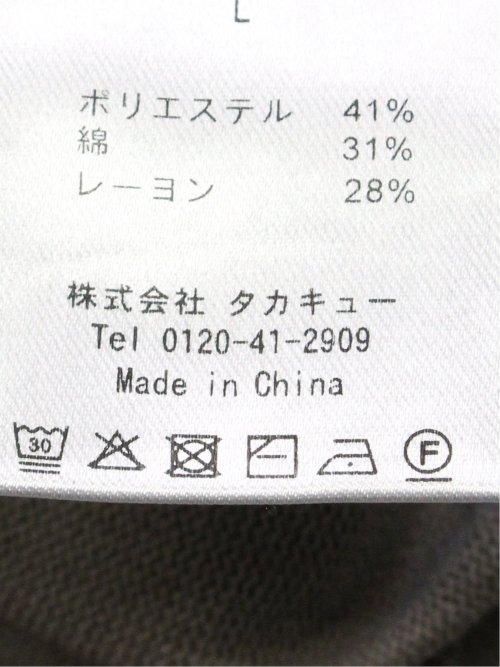 L
ポリエステル 41%
綿 31%
レーヨン 28%
株式会社 タカキュー
Tel 0120-41-2909
Made in China
30 F